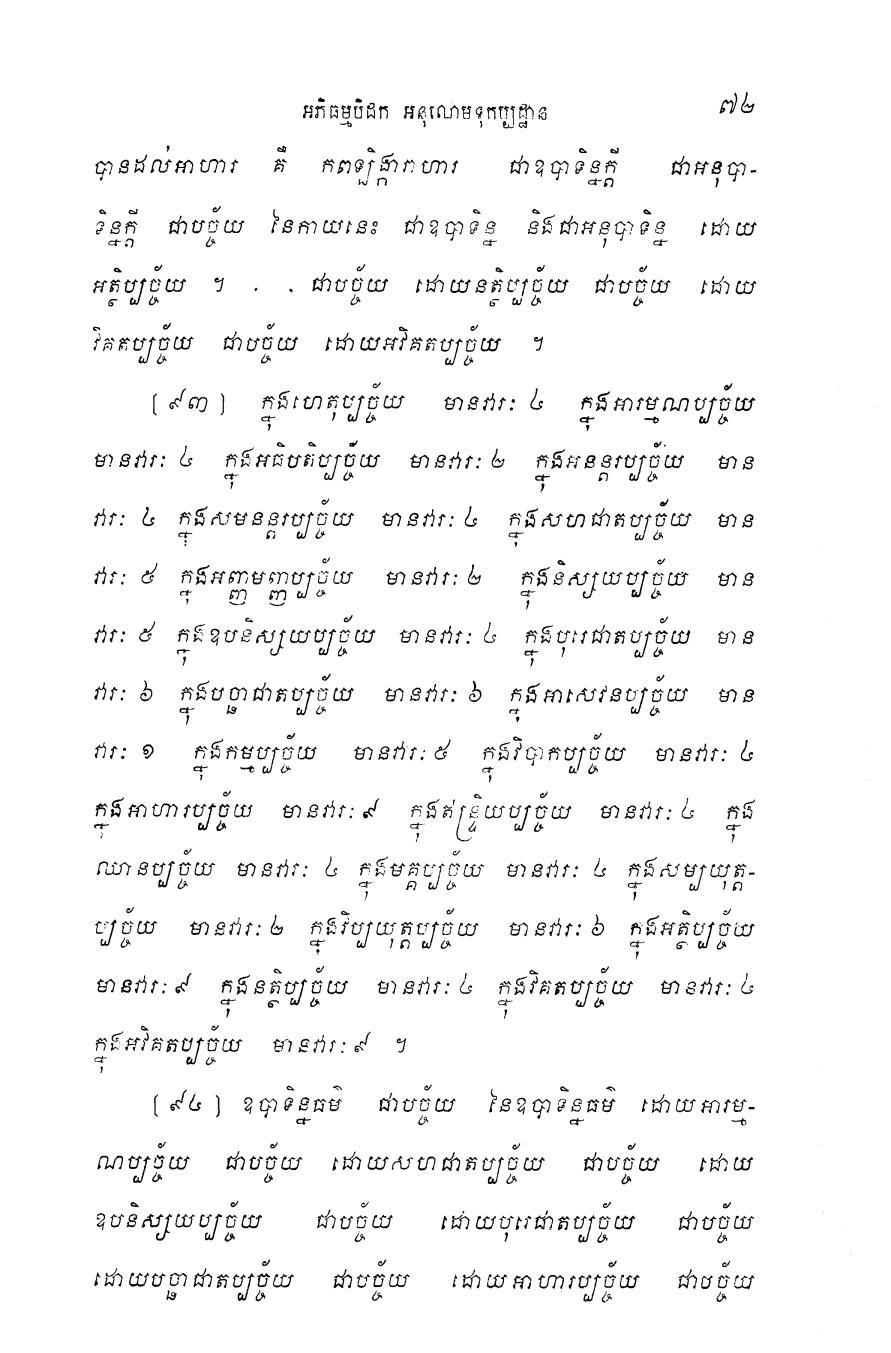 អភិធម្មបិដក អនុលោមទុកប្បដ្ឋាន ៧២
បានដល់អាហារ គឺ កពឡិង្ការាហារ ជាឧបាទិន្នក្តី ជាអនុបា-
ទិន្នក្តី ជាបច្ច័យ នៃកាយនេះ ជាឧបាទិន្ន និងជាអនុបាទិន្ន ដោយ
អត្ថិប្បច្ច័យ ។ . . ជាបច្ច័យ ដោយនត្ថិប្បច្ច័យ ជាបច្ច័យ ដោយ
វិគតប្បច្ច័យ ជាបច្ច័យ ដោយអវិគតប្បច្ច័យ ។
[៩៣] ក្នុងហេតុប្បច្ច័យ មានវារៈ ៤ ក្នុងអារម្មណប្បច្ច័យ
មានវារៈ ៤ ក្នុងអធិបតិប្បច្ច័យ មានវារៈ ២ ក្នុងអនន្តរប្បច្ច័យ មាន
វារៈ ៤ ក្នុងសមនន្តរប្បច្ច័យ មានវារៈ ៤ ក្នុងសហជាតប្បច្ច័យ មាន
វារៈ ៥ ក្នុងអញ្ញមញ្ញប្បច្ច័យ មានវារៈ ២ ក្នុងនិស្សយប្បច្ច័យ មាន
វារៈ ៥ ក្នុងឧបនិស្សយប្បច្ច័យ មានវារៈ ៤ ក្នុងបុរេជាតប្បច្ច័យ មាន
វារៈ ៦ ក្នុងបច្ឆាជាតប្បច្ច័យ មានវារៈ ៦ ក្នុងអាសេវនប្បច្ច័យ មាន
វារៈ ១ ក្នុងកម្មប្បច្ច័យ មានវារៈ ៥ ក្នុងវិបាកប្បច្ច័យ មានវារៈ ៤
ក្នុងអាហារប្បច្ច័យ មានវារៈ ៩ ក្នុងឥន្ទ្រិយប្បច្ច័យ មានវារៈ ៤ ក្នុង
ឈានប្បច្ច័យ មានវារៈ ៤ ក្នុងមគ្គប្បច្ច័យ មានវារៈ ៤ ក្នុងសម្បយុត្ត-
ប្បច្ច័យ មានវារៈ ២ ក្នុងវិប្បយុត្តប្បច្ច័យ មានវារៈ ៦ ក្នុងអត្ថិប្បច្ច័យ
មានវារៈ ៩ ក្នុងនត្ថិប្បច្ច័យ មានវារៈ ៤ ក្នុងវិគតប្បច្ច័យ មានវារៈ ៤
ក្នុងអវិគតប្បច្ច័យ មានវារៈ ៩ ។
[៩៤] ឧបាទិន្នធម៌ ជាបច្ច័យ នៃឧបាទិន្នធម៌ ដោយអារម្ម-
ណប្បច្ច័យ ជាបច្ច័យ ដោយសហជាតប្បច្ច័យ ជាបច្ច័យ ដោយ
ឧបនិស្សយប្បច្ច័យ ជាបច្ច័យ ដោយបុរេជាតប្បច្ច័យ ជាបច្ច័យ
ដោយបច្ឆាជាតប្បច្ច័យ ជាបច្ច័យ ដោយអាហារប្បច្ច័យ ជាបច្ច័យ